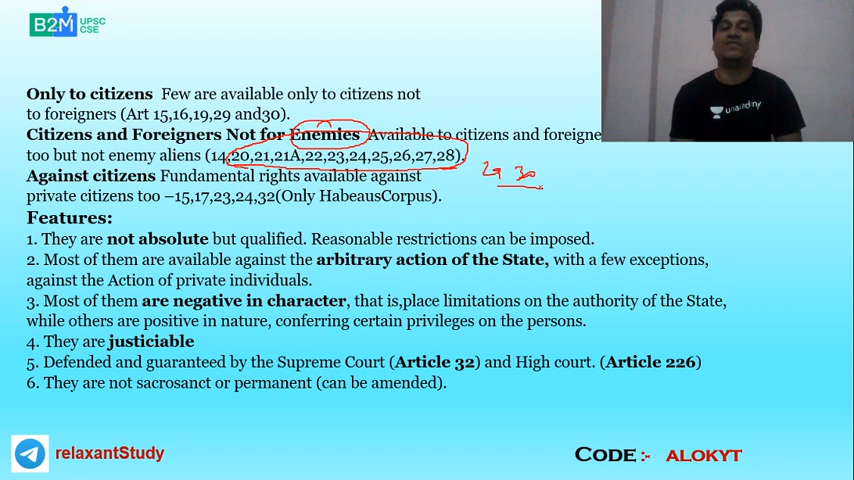 B2M UPSC
CSE
unacademy
Only to citizens Few are available only to citizens not
to foreigners (Art 15,16,19,29 and30).
Citizens and Foreigners Not for Enemies Available to citizens and foreigne
too but not enemy aliens (14,20,21,21A,22,23,24,25,26,27,28).
29 30
Against citizens Fundamental rights available against
private citizens too –15,17,23,24,32(Only HabeausCorpus).
Features:
1. They are not absolute but qualified. Reasonable restrictions can be imposed.
2. Most of them are available against the arbitrary action of the State, with a few exceptions,
against the Action of private individuals.
3. Most of them are negative in character, that is,place limitations on the authority of the State,
while others are positive in nature, conferring certain privileges on the persons.
4. They are justiciable
5. Defended and guaranteed by the Supreme Court (Article 32) and High court. (Article 226)
6. They are not sacrosanct or permanent (can be amended).
relaxantStudy
CODE :- ALOKYT